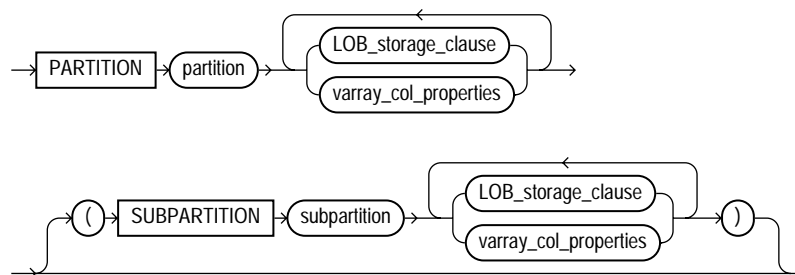 LOB_storage_clause
PARTITION partition
varray_col_properties
LOB_storage_clause
( SUBPARTITION subpartition )
varray_col_properties